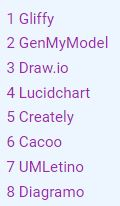 1 Gliffy
2 GenMyModel
3 Draw.io
4 Lucidchart
5 Creately
6 Cacoo
7 UMLetino
8 Diagramo